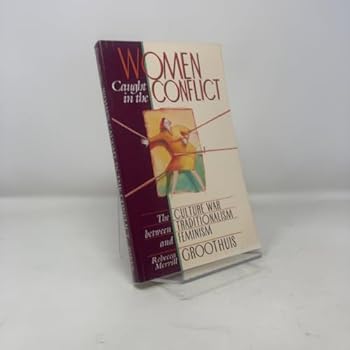 WOMEN
Caught in the CONFLICT
The CULTURE WAR
between TRADITIONALISM
and FEMINISM
Rebecca Merrill GROOTHUIS